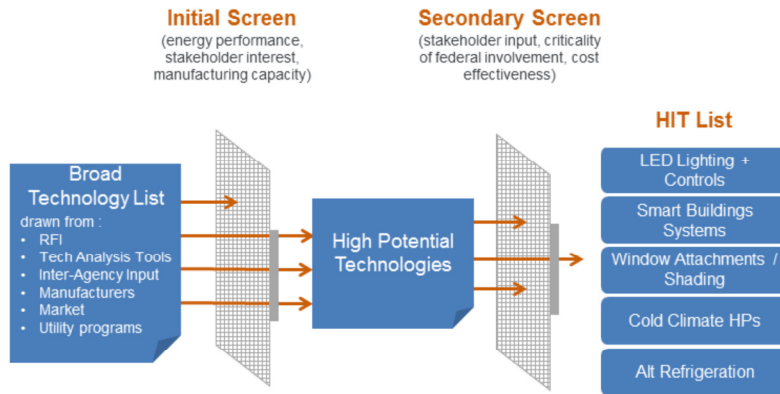 Initial Screen
(energy performance,
stakeholder interest,
manufacturing capacity)
Secondary Screen
(stakeholder input, criticality
of federal involvement, cost
effectiveness)
Broad
Technology List
drawn from :
• RFI
• Tech Analysis Tools
• Inter-Agency Input
• Manufacturers
• Market
• Utility programs
High Potential
Technologies
HIT List
LED Lighting +
Controls
Smart Buildings
Systems
Window Attachments /
Shading
Cold Climate HPs
Alt Refrigeration